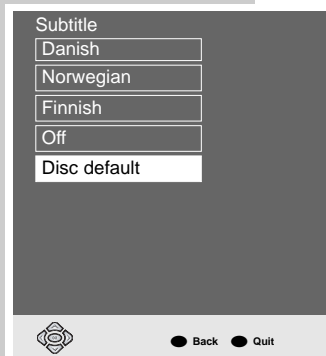 Subtitle
Danish
Norwegian
Finnish
Off
Disc default
Back Quit